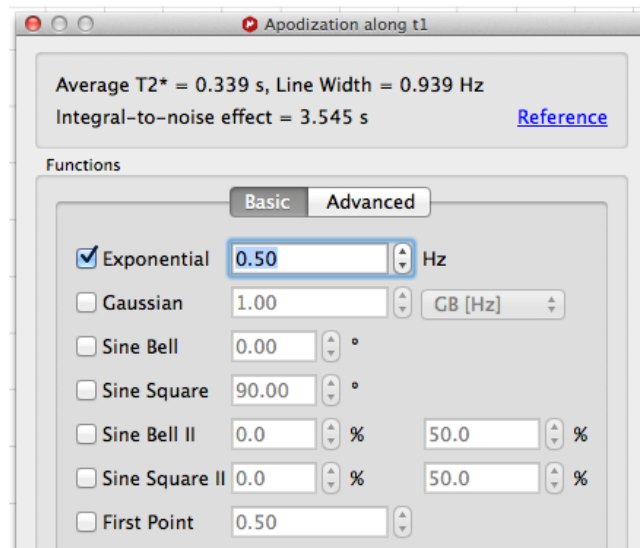 Apodization along t1
Average T2* = 0.339 s, Line Width = 0.939 Hz
Integral-to-noise effect = 3.545 s Reference
Functions
Basic Advanced
Exponential 0.50 Hz
Gaussian 1.00 GB [Hz]
Sine Bell 0.00 °
Sine Square 90.00 °
Sine Bell II 0.0 % 50.0 %
Sine Square II 0.0 % 50.0 %
First Point 0.50